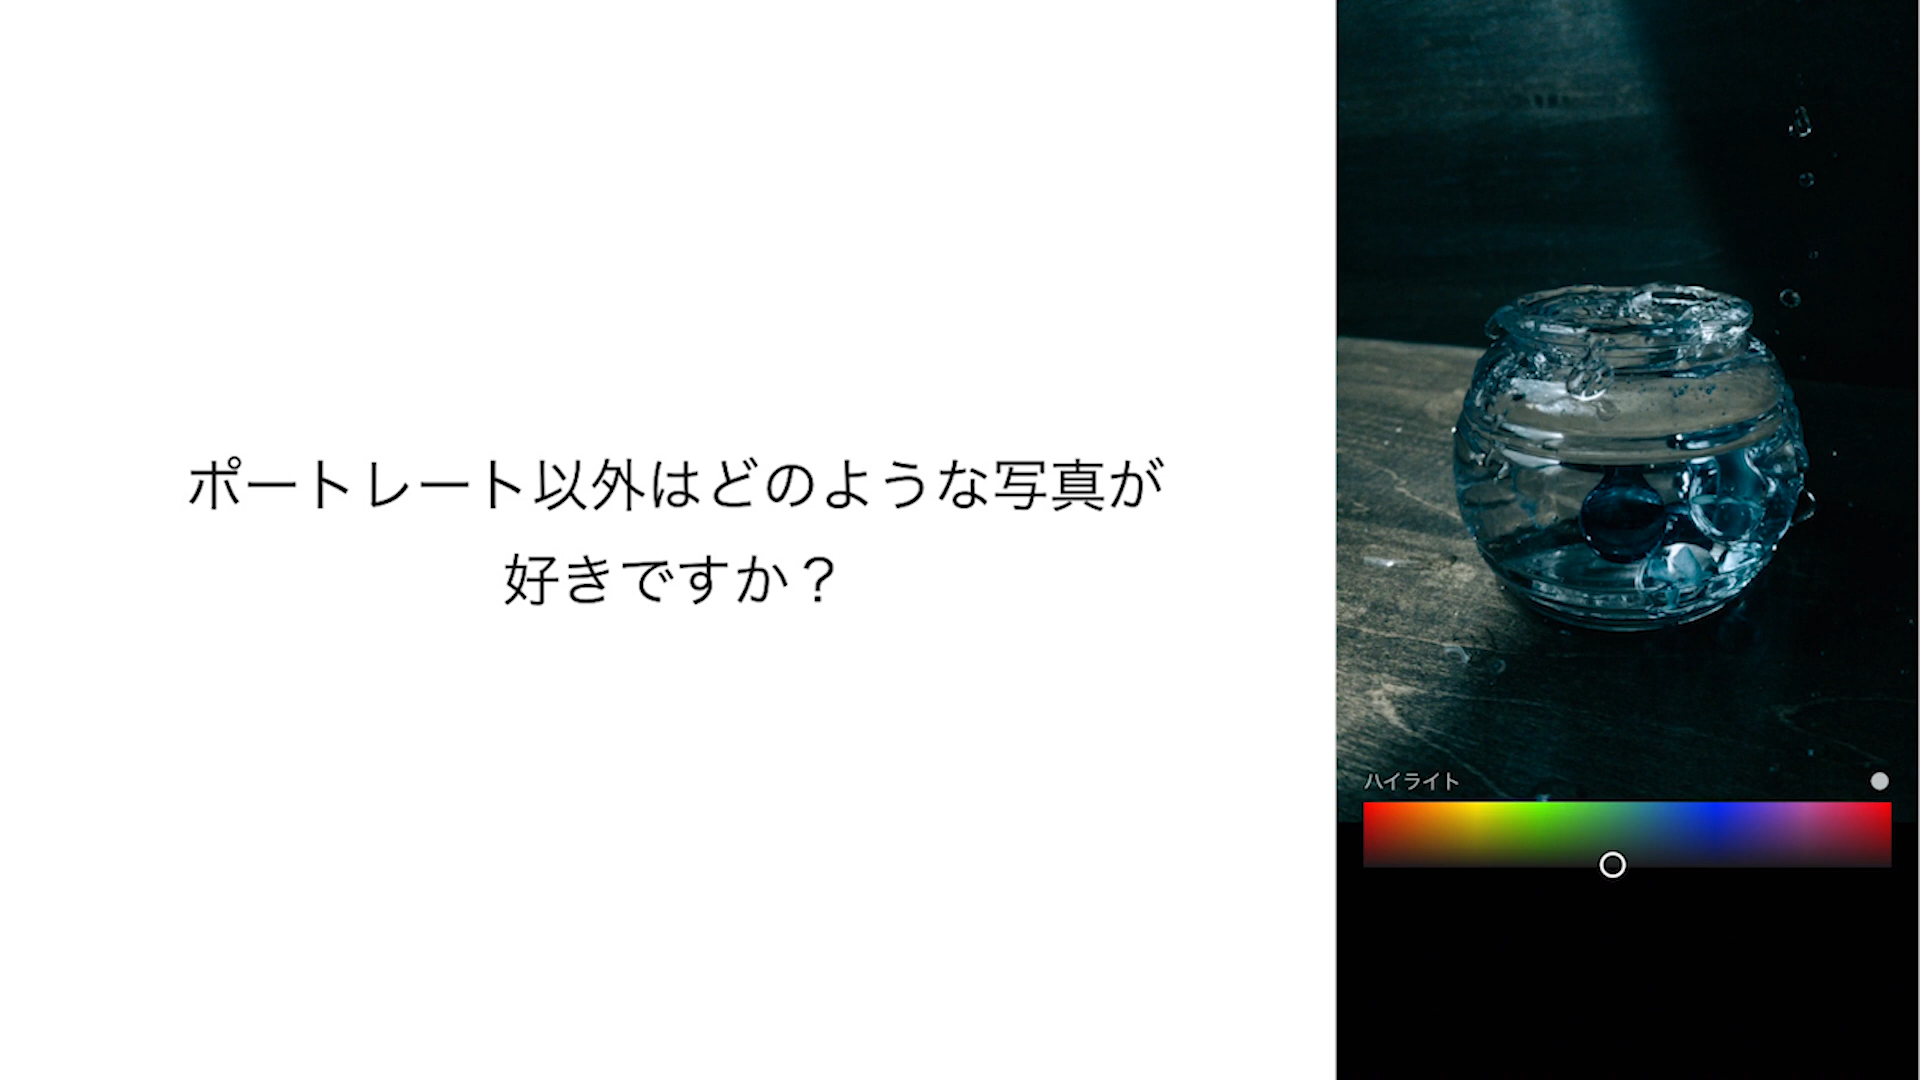 ポートレート以外はどのような写真が
好きですか？
ハイライト